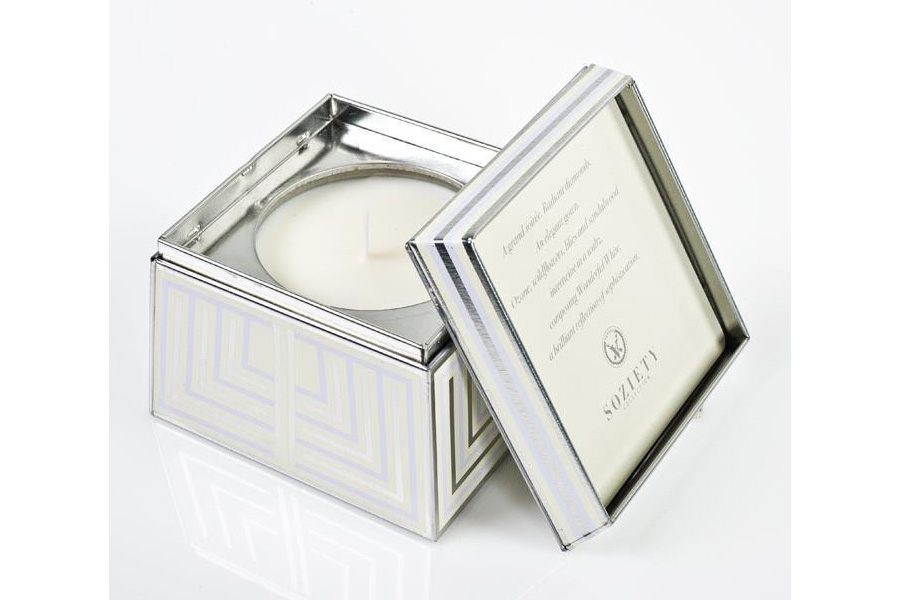 A grand soirée. Radiant diamonds.
An elegant gown.
Ozone, wildflowers, lilies and sandalwood
intertwine in a waltz
composing Wonderful White,
a brilliant reflection of sophistication.
SOZIETY
COLLECTION